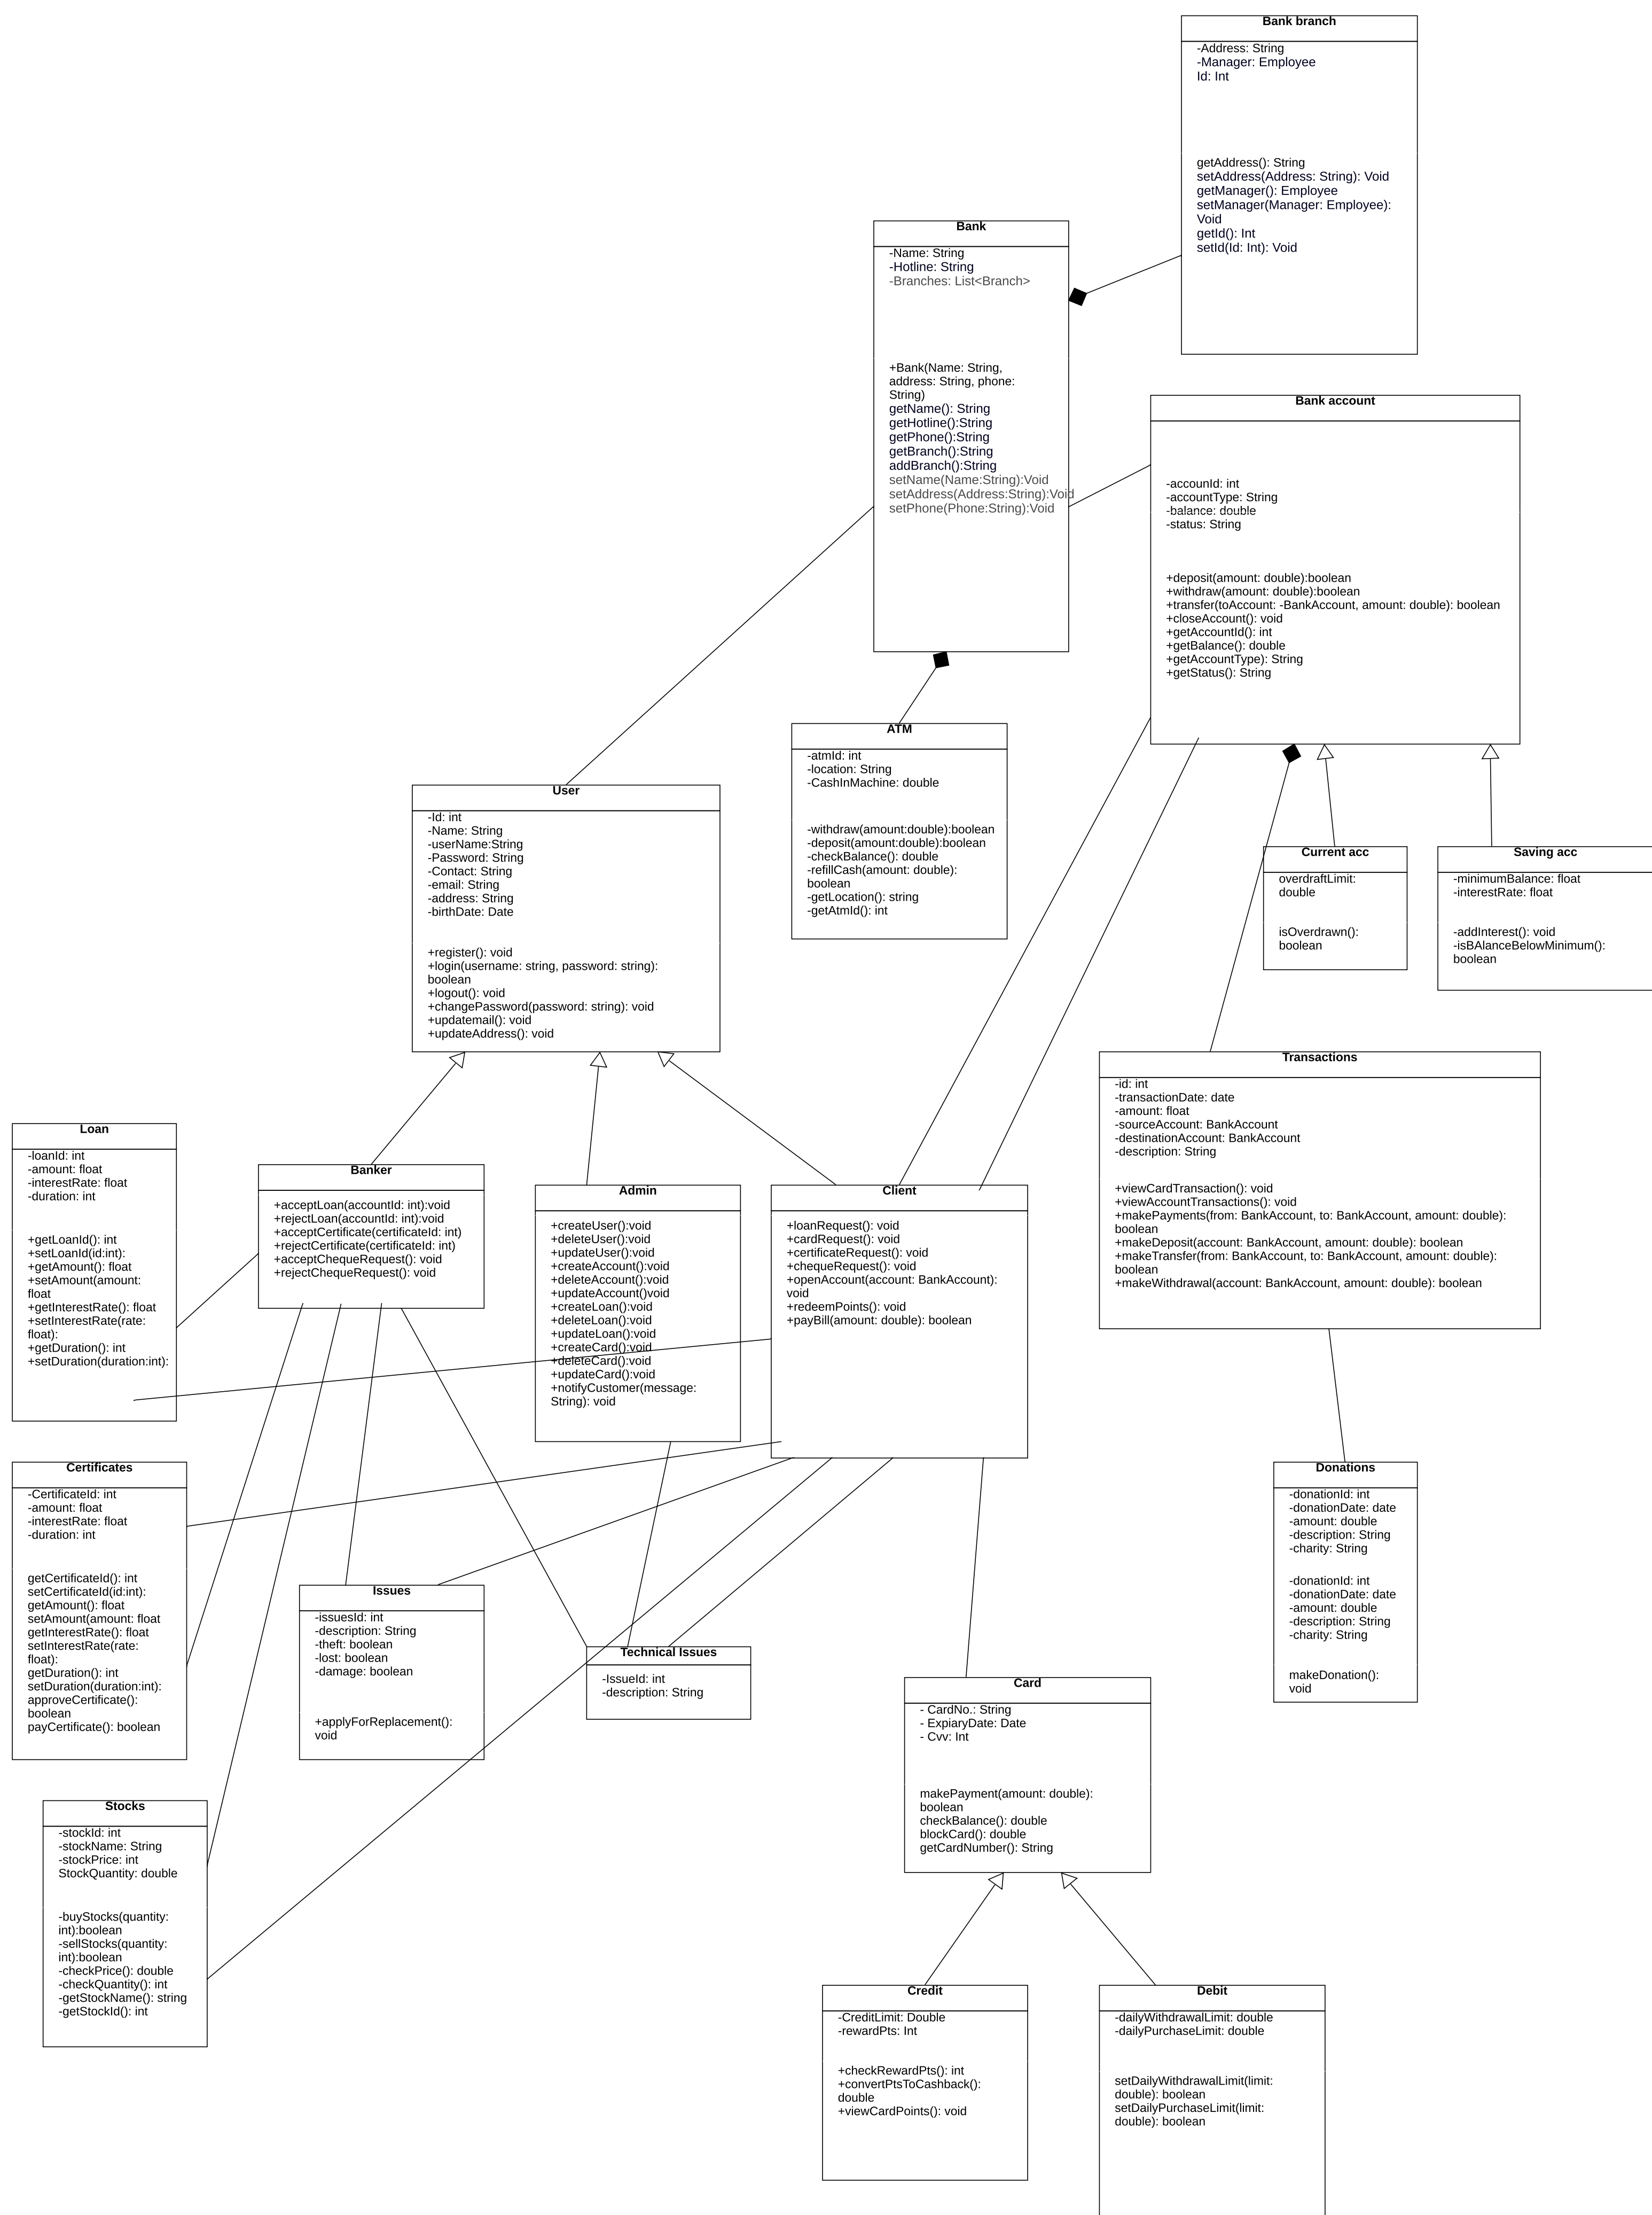 Bank branch
-Address: String
-Manager: Employee
Id: Int
getAddress(): String
setAddress(Address: String): Void
getManager(): Employee
setManager(Manager: Employee):
Void
getId(): Int
setId(Id: Int): Void
Bank
-Name: String
-Hotline: String
-Branches: List<Branch>
+Bank(Name: String,
address: String, phone:
String)
getName(): String
getHotline():String
getPhone():String
getBranch():String
addBranch():String
setName(Name:String):Void
setAddress(Address:String):Void
setPhone(Phone:String):Void
Bank account
-accounId: int
-accountType: String
-balance: double
-status: String
+deposit(amount: double):boolean
+withdraw(amount: double):boolean
+transfer(toAccount: -BankAccount, amount: double): boolean
+closeAccount(): void
+getAccountId(): int
+getBalance(): double
+getAccountType): String
+getStatus(): String
ATM
-atmId: int
-location: String
-CashInMachine: double
-withdraw(amount:double):boolean
-deposit(amount:double):boolean
-checkBalance(): double
-refillCash(amount: double):
boolean
-getLocation(): string
-getAtmId(): int
User
-Id: int
-Name: String
-userName:String
-Password: String
-Contact: String
-email: String
-address: String
-birthDate: Date
+register(): void
+login(username: string, password: string):
boolean
+logout(): void
+changePassword(password: string): void
+updatemail(): void
+updateAddress(): void
Current acc
overdraftLimit:
double
isOverdrawn():
boolean
Saving acc
-minimumBalance: float
-interestRate: float
-addInterest(): void
-isBAlanceBelowMinimum():
boolean
Transactions
-id: int
-transactionDate: date
-amount: float
-sourceAccount: BankAccount
-destinationAccount: BankAccount
-description: String
+viewCardTransaction(): void
+viewAccountTransactions(): void
+makePayments(from: BankAccount, to: BankAccount, amount: double):
boolean
+makeDeposit(account: BankAccount, amount: double): boolean
+makeTransfer(from: BankAccount, to: BankAccount, amount: double):
boolean
+makeWithdrawal(account: BankAccount, amount: double): boolean
Loan
-loanId: int
-amount: float
-interestRate: float
-duration: int
+getLoanId(): int
+setLoanId(id:int):
+getAmount(): float
+setAmount(amount:
float
+getInterestRate(): float
+setInterestRate(rate:
float):
+getDuration(): int
+setDuration(duration:int):
Banker
+acceptLoan(accountId: int):void
+rejectLoan(accountId: int):void
+acceptCertificate(certificateId: int)
+rejectCertificate(certificateId: int)
+acceptChequeRequest(): void
+rejectChequeRequest(): void
Admin
+createUser():void
+deleteUser():void
+updateUser():void
+createAccount():void
+deleteAccount():void
+updateAccount()void
+createLoan():void
+deleteLoan():void
+updateLoan():void
+createCard():void
+deleteCard():void
+updateCard():void
+notifyCustomer(message:
String): void
Client
+loanRequest(): void
+cardRequest(): void
+certificateRequest(): void
+chequeRequest(): void
+openAccount(account: BankAccount):
void
+redeemPoints(): void
+payBill(amount: double): boolean
Certificates
-CertificateId: int
-amount: float
-interestRate: float
-duration: int
getCertificateId(): int
setCertificateId(id:int):
getAmount(): float
setAmount(amount: float
getInterestRate(): float
setInterestRate(rate:
float):
getDuration(): int
setDuration(duration:int):
approveCertificate():
boolean
payCertificate(): boolean
Donations
-donationId: int
-donationDate: date
-amount: double
-description: String
-charity: String
-donationId: int
-donationDate: date
-amount: double
-description: String
-charity: String
makeDonation():
void
Issues
-issuesId: int
-description: String
-theft: boolean
-lost: boolean
-damage: boolean
+applyForReplacement():
void
Technical Issues
-IssueId: int
-description: String
Card
- CardNo.: String
- ExpiaryDate: Date
- Cvv: Int
makePayment(amount: double):
boolean
checkBalance(): double
blockCard(): double
getCardNumber(): String
Stocks
-stockId: int
-stockName: String
-stockPrice: int
StockQuantity: double
-buyStocks(quantity:
int):boolean
-sellStocks(quantity:
int):boolean
-checkPrice(): double
-checkQuantity(): int
-getStockName(): string
-getStockId(): int
Credit
-CreditLimit: Double
-rewardPts: Int
+checkRewardPts(): int
+convertPtsToCashback():
double
+viewCardPoints(): void
Debit
-dailyWithdrawalLimit: double
-dailyPurchaseLimit: double
setDailyWithdrawalLimit(limit:
double): boolean
setDailyPurchaseLimit(limit:
double): boolean